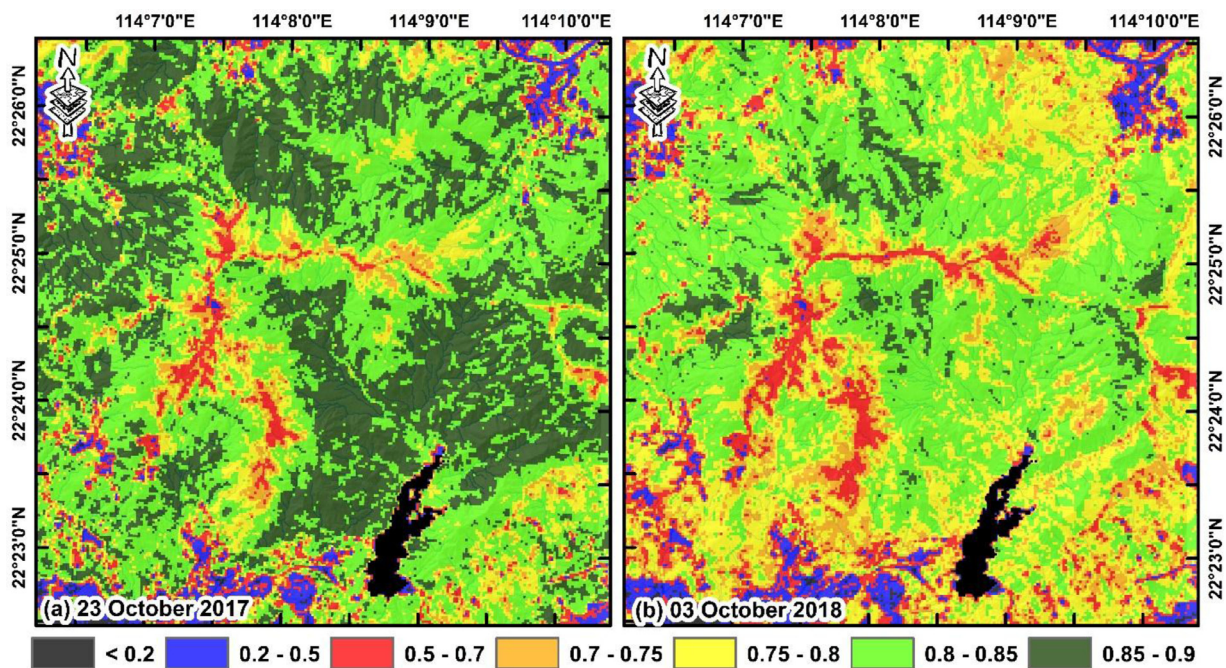 114°7'0"E 114°8'0"E 114°9'0"E 114°10'0"E 114°7'0"E 114°8'0"E 114°9'0"E 114°10'0"E
22°26'0"N
22°25'0"N
22°24'0"N
22°23'0"N
N
N
22°26'0"N
22°25'0"N
22°24'0"N
22°23'0"N
(a) 23 October 2017
(b) 03 October 2018
< 0.2 0.2 - 0.5 0.5 - 0.7 0.7 - 0.75 0.75 - 0.8 0.8 - 0.85 0.85 - 0.9